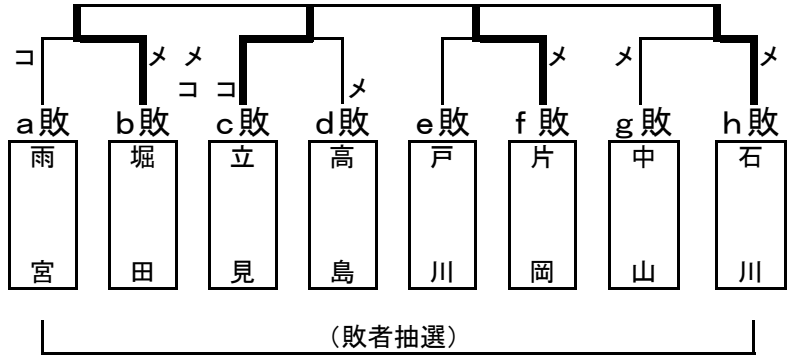 コ メ メ メ メ メ
コ コ メ
a敗 b敗 c敗 d敗 e敗 f敗 g敗 h敗
雨宮 堀田 立見 高島 戸川 片岡 中山 石川
（敗者抽選）